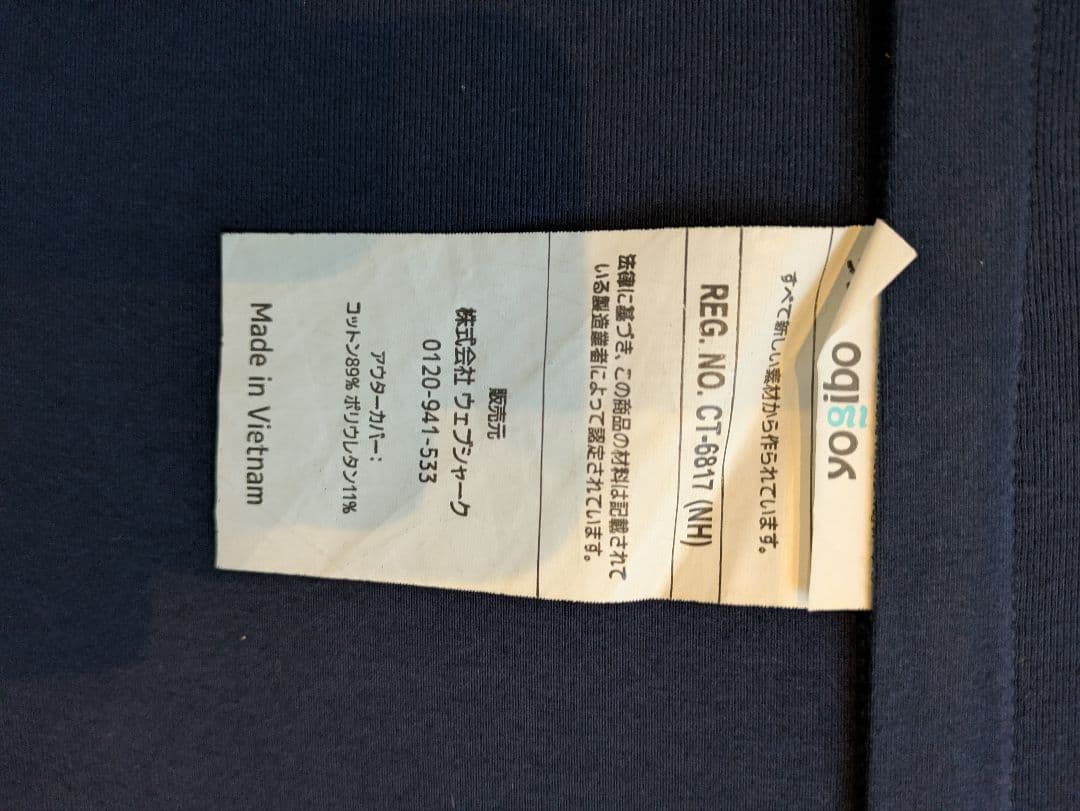 yogibo
すべて新しい素材から作られています。
REG. NO. CT-6817 (NH)
法律に基づき、この商品の材料は記載されて
いる製造業者によって認定されています。
販売元
株式会社 ウェブシャーク
0120-941-533
アウターカバー：
コットン89% ポリウレタン11%
Made in Vietnam